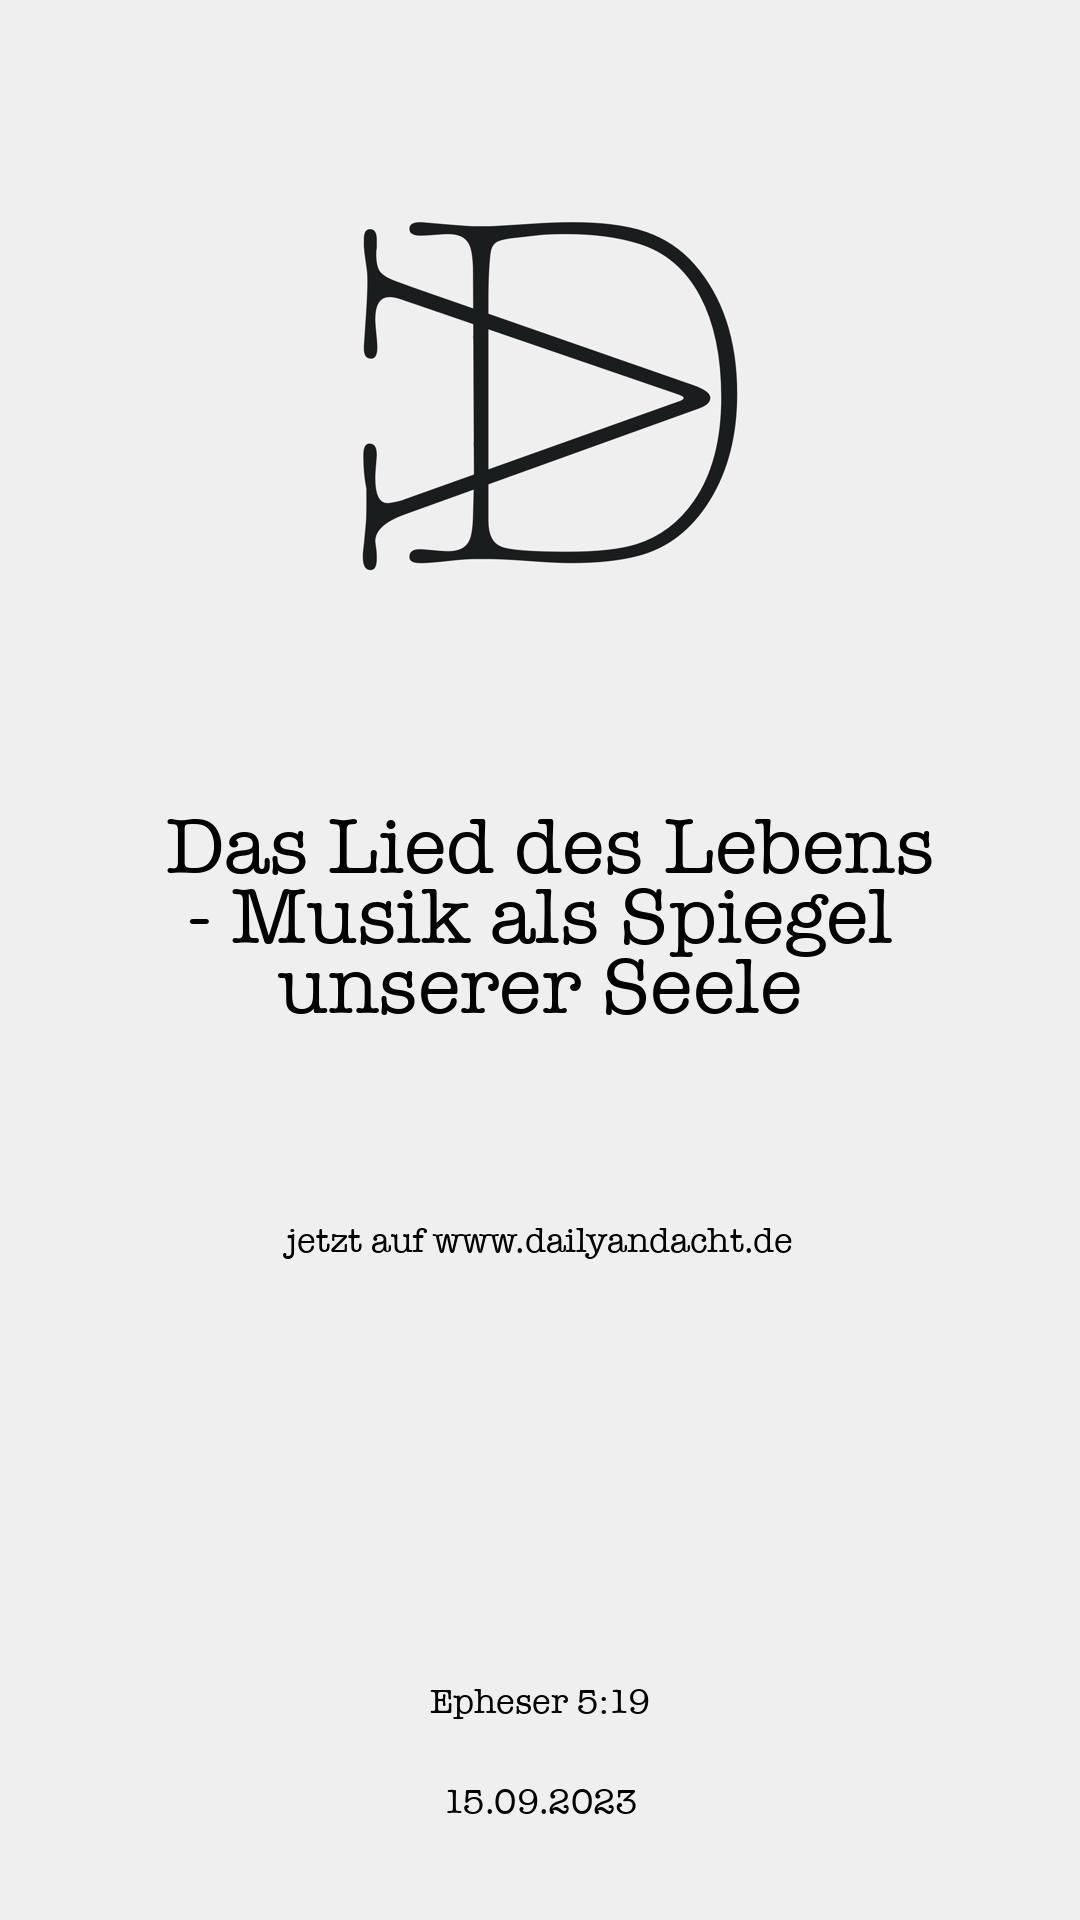 Das Lied des Lebens
- Musik als Spiegel
unserer Seele
jetzt auf www.dailyandacht.de
Epheser 5:19
15.09.2023